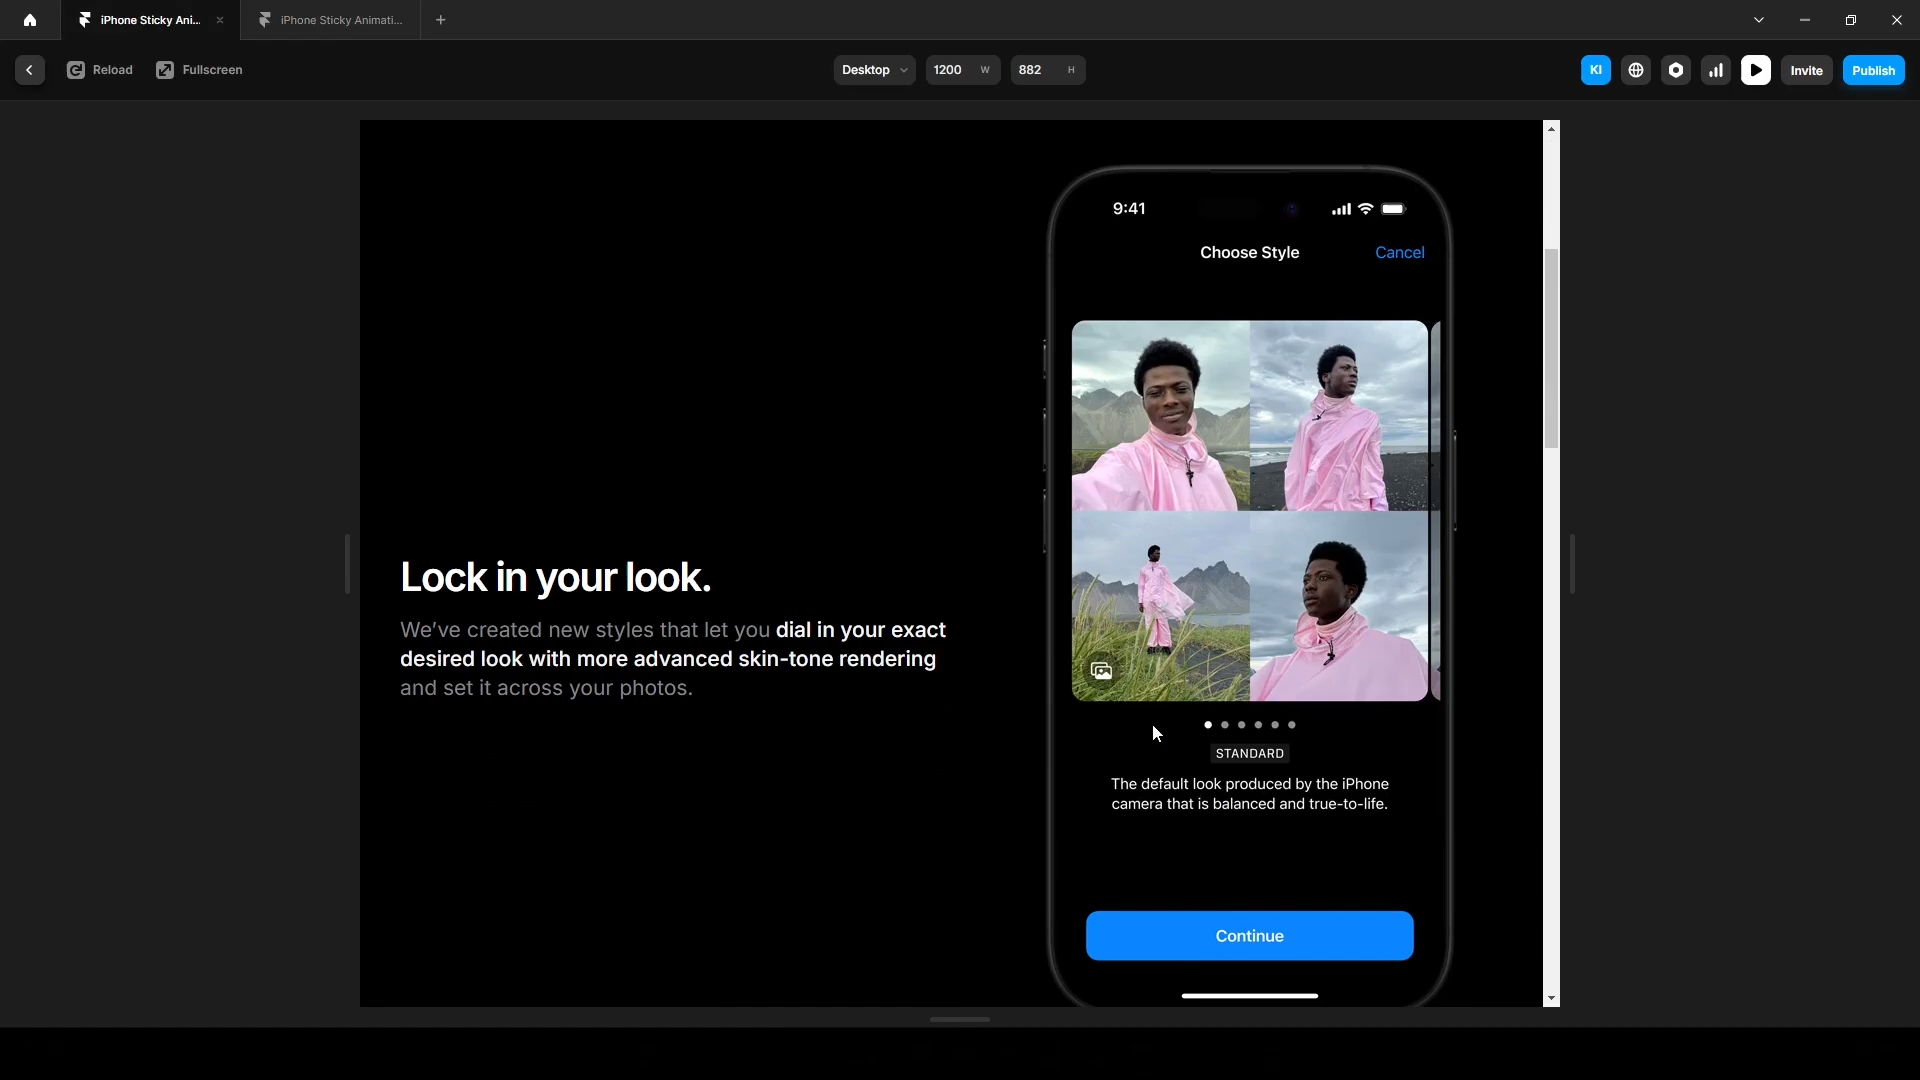 iPhone Sticky Ani...
iPhone Sticky Animati...
Reload
Fullscreen
Desktop
1200 W
882 H
KI
Invite
Publish
9:41
Choose Style
Cancel
Lock in your look.
We've created new styles that let you dial in your exact
desired look with more advanced skin-tone rendering
and set it across your photos.
STANDARD
The default look produced by the iPhone
camera that is balanced and true-to-life.
Continue